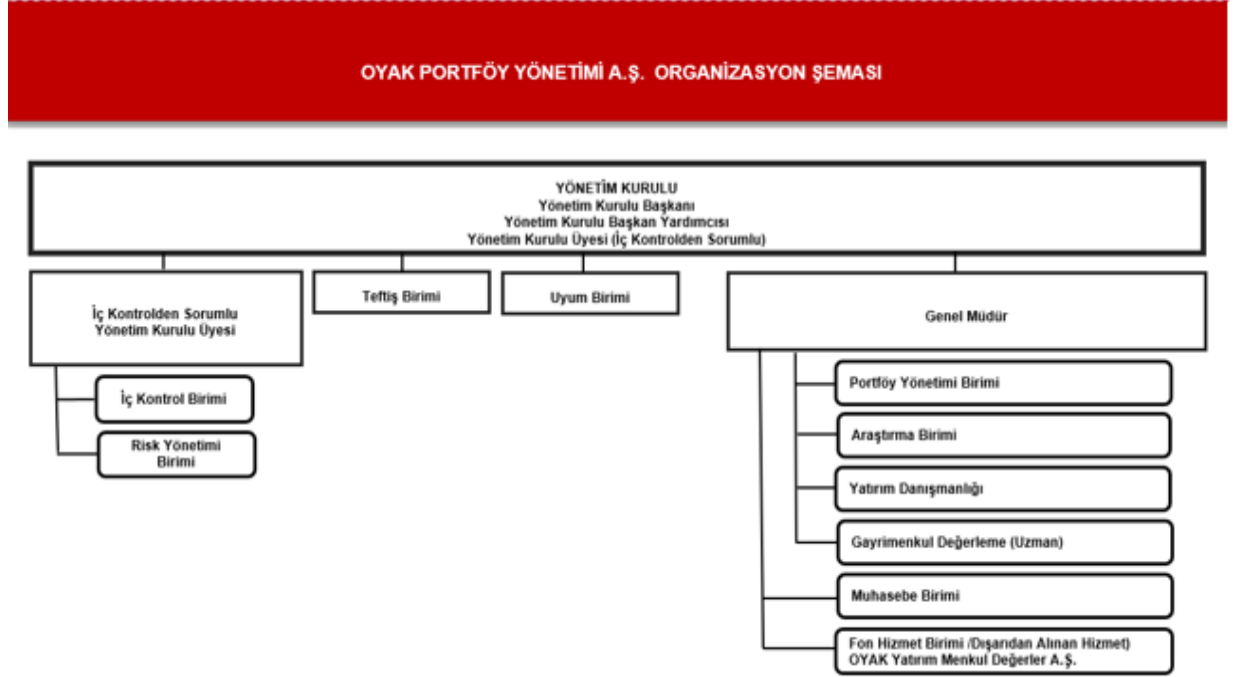 OYAK PORTFÖY YÖNETİMİ A.Ş. ORGANİZASYON ŞEMASI
YÖNETİM KURULU
Yönetim Kurulu Başkanı
Yönetim Kurulu Başkan Yardımcısı
Yönetim Kurulu Üyesi (İç Kontrolden Sorumlu)
İç Kontrolden Sorumlu
Yönetim Kurulu Üyesi
Teftiş Birimi
Uyum Birimi
Genel Müdür
İç Kontrol Birimi
Risk Yönetimi
Birimi
Portföy Yönetimi Birimi
Araştırma Birimi
Yatırım Danışmanlığı
Gayrimenkul Değerleme (Uzman)
Muhasebe Birimi
Fon Hizmet Birimi /Dışarıdan Alınan Hizmet)
OYAK Yatırım Menkul Değerler A.Ş.